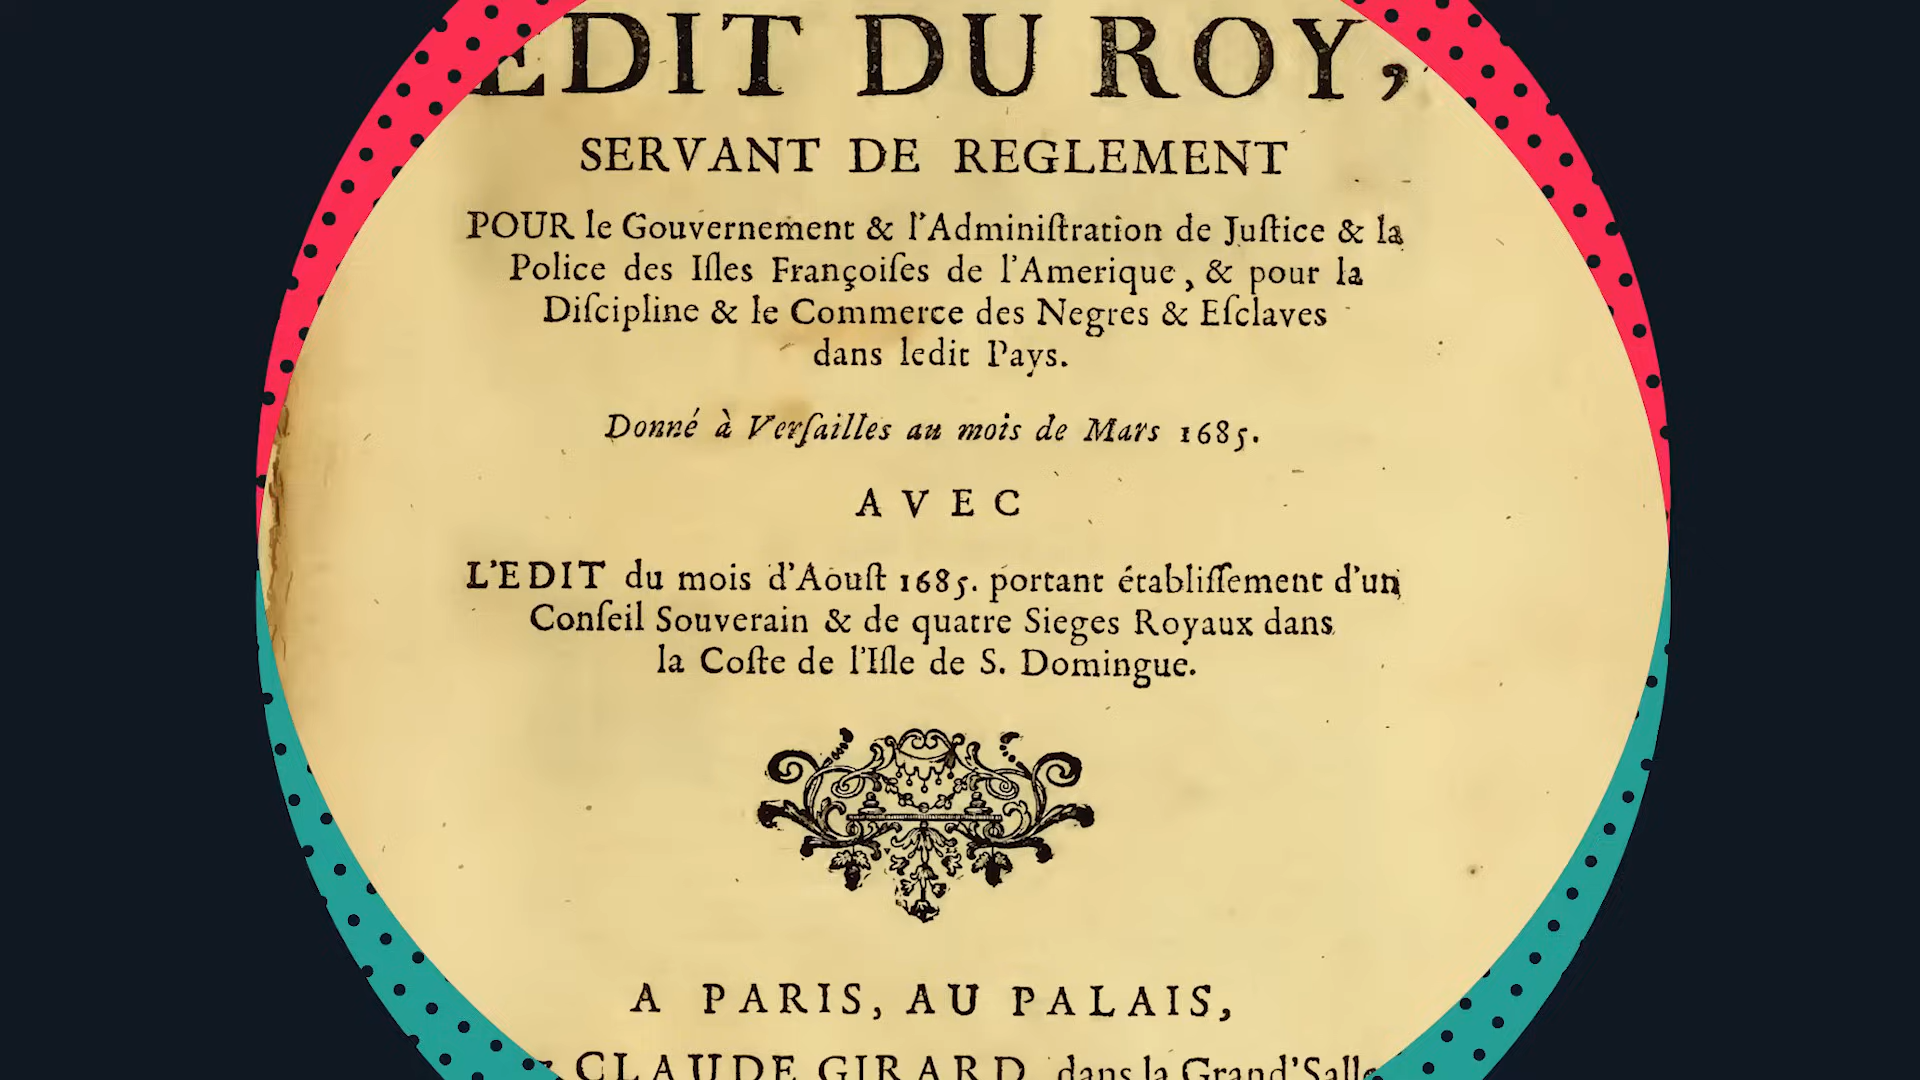 EDIT DU ROY,
SERVANT DE REGLEMENT
POUR le Gouvernement & l'Adminiſtration de Juſtice & la
Police des Iſles Françoiſes de l'Amerique, & pour la
Diſcipline & le Commerce des Negres & Eſclaves
dans ledit Pays.
Donné à Verſailles au mois de Mars 1685.
AVEC
L'EDIT du mois d'Aouſt 1685. portant établiſſement d'un
Conſeil Souverain & de quatre Sieges Royaux dans
la Coſte de l'Iſle de S. Domingue.
A PARIS, AU PALAIS,
CLAUDE GIRARD dans la Grand'Salle